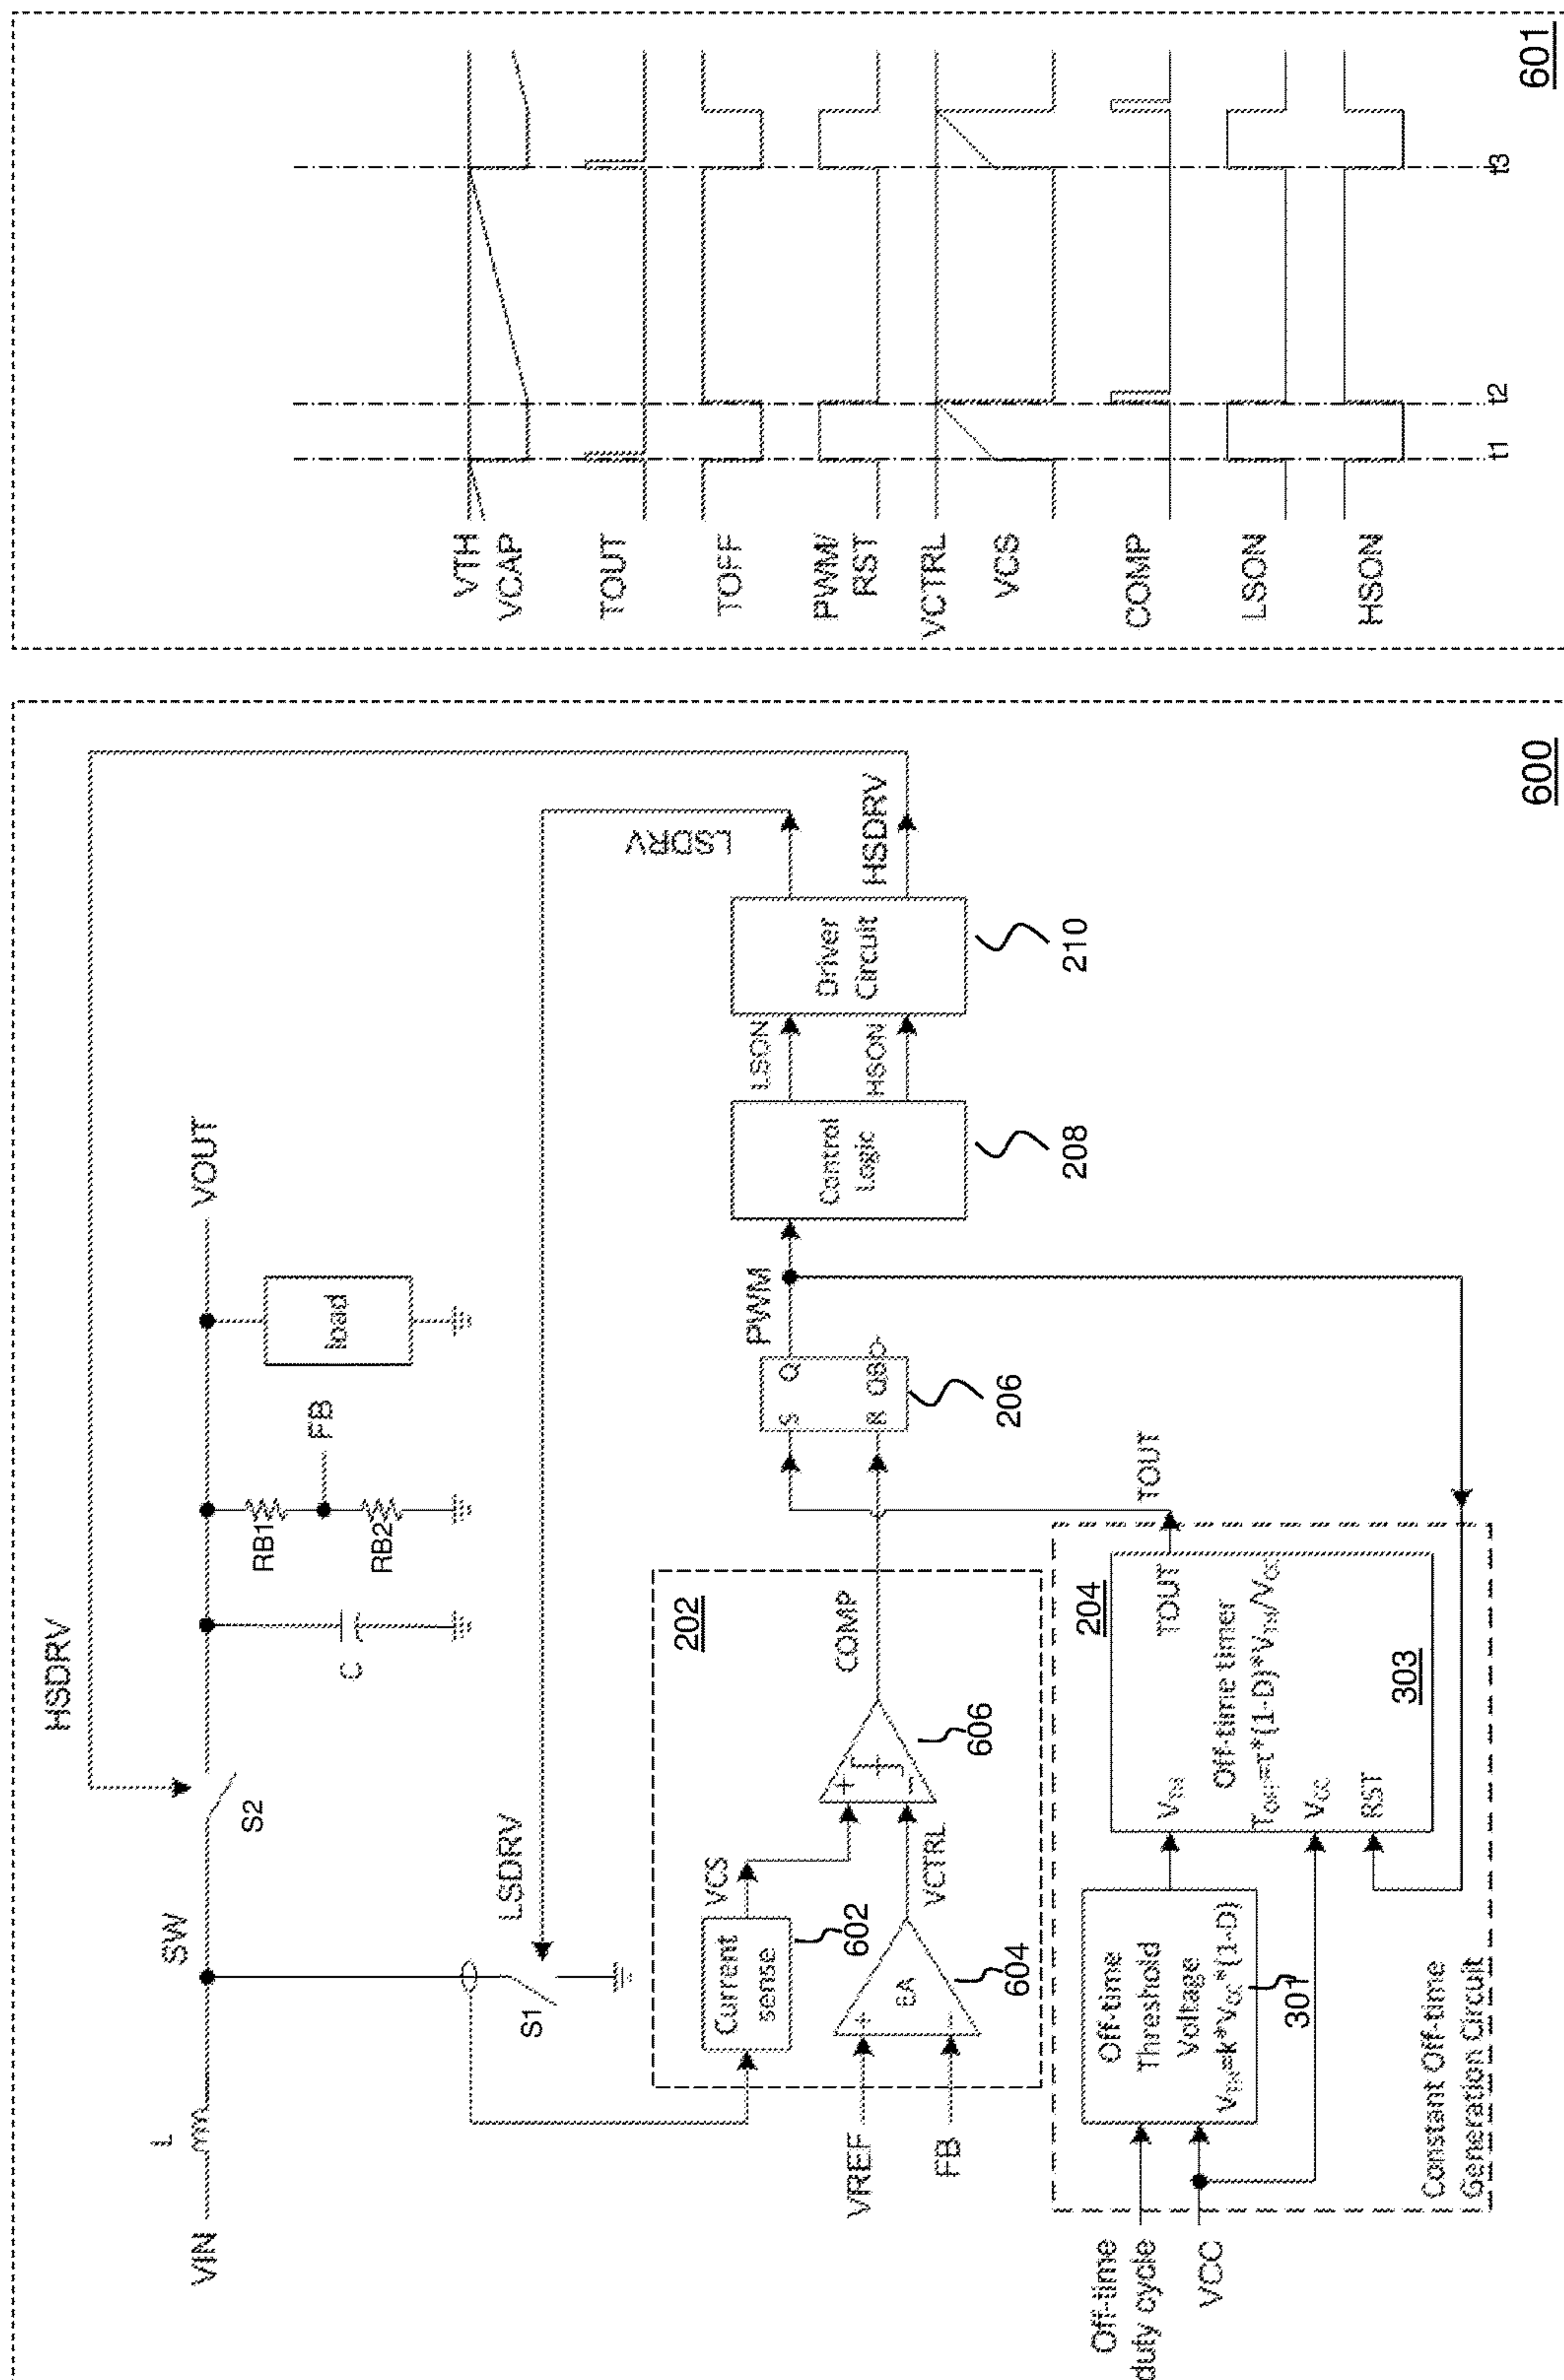 HSDRV
VIN
L
SW
S2
C
RB1
RB2
FB
load
VOUT
S1
LSDRV
LSDRV
202
Current
sense
602
VCS
VREF
FB
EA
604
VCTRL
+
-
606
COMP
S
Q
R
QB
206
PWM
Control
Logic
208
LSON
HSON
Driver
Circuit
210
HSDRV
Off-time
duty cycle
VCC
Off-time
Threshold
Voltage
VTH=k*VCC*(1-D)
301
204
VTH
TOUT
Off-time timer
TOFF=τ*(1-D)*VTH/VCC
VCC
RST
303
TOUT
Constant Off-time
Generation Circuit
600
VTH
VCAP
TOUT
TOFF
PWM/
RST
VCTRL
VCS
COMP
LSON
HSON
t1
t2
t3
601